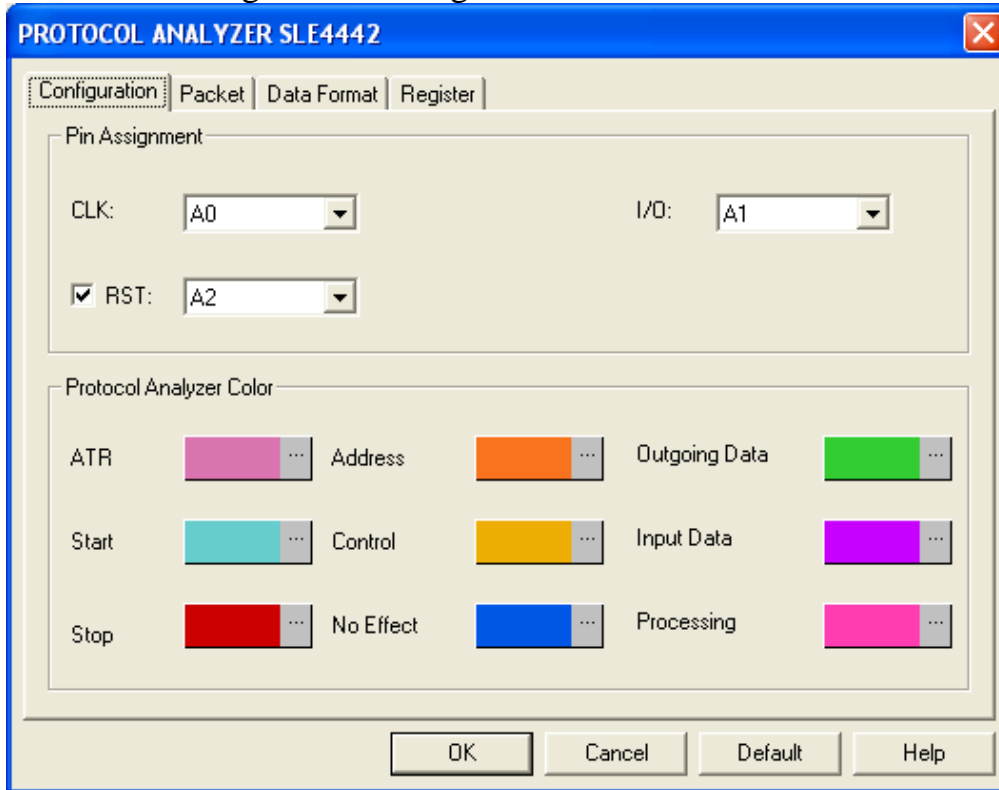 PROTOCOL ANALYZER SLE4442
Configuration Packet Data Format Register
Pin Assignment
CLK: A0 I/O: A1
RST: A2
Protocol Analyzer Color
ATR ... Address ... Outgoing Data ...
Start ... Control ... Input Data ...
Stop ... No Effect ... Processing ...
OK Cancel Default Help